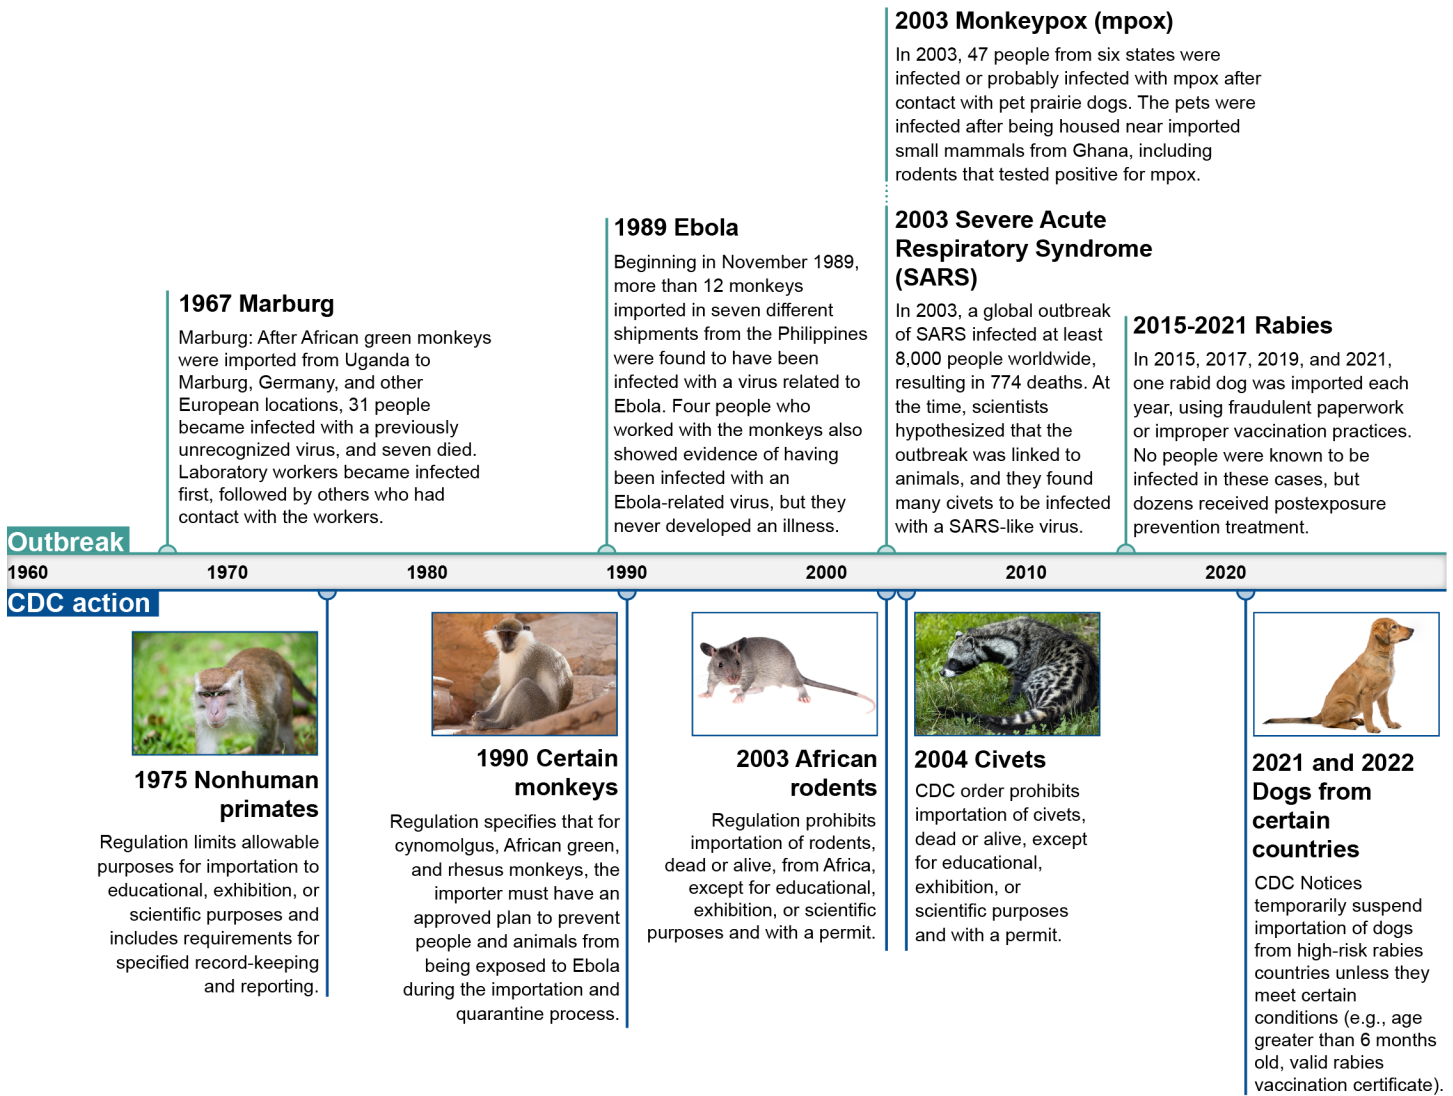 2003 Monkeypox (mpox)
In 2003, 47 people from six states were
infected or probably infected with mpox after
contact with pet prairie dogs. The pets were
infected after being housed near imported
small mammals from Ghana, including
rodents that tested positive for mpox.
2003 Severe Acute
Respiratory Syndrome
(SARS)
In 2003, a global outbreak
of SARS infected at least
8,000 people worldwide,
resulting in 774 deaths. At
the time, scientists
hypothesized that the
outbreak was linked to
animals, and they found
many civets to be infected
with a SARS-like virus.
1989 Ebola
Beginning in November 1989,
more than 12 monkeys
imported in seven different
shipments from the Philippines
were found to have been
infected with a virus related to
Ebola. Four people who
worked with the monkeys also
showed evidence of having
been infected with an
Ebola-related virus, but they
never developed an illness.
1967 Marburg
Marburg: After African green monkeys
were imported from Uganda to
Marburg, Germany, and other
European locations, 31 people
became infected with a previously
unrecognized virus, and seven died.
Laboratory workers became infected
first, followed by others who had
contact with the workers.
2015-2021 Rabies
In 2015, 2017, 2019, and 2021,
one rabid dog was imported each
year, using fraudulent paperwork
or improper vaccination practices.
No people were known to be
infected in these cases, but
dozens received postexposure
prevention treatment.
Outbreak
1960 1970 1980 1990 2000 2010 2020
CDC action
1975 Nonhuman
primates
Regulation limits allowable
purposes for importation to
educational, exhibition, or
scientific purposes and
includes requirements for
specified record-keeping
and reporting.
1990 Certain
monkeys
Regulation specifies that for
cynomolgus, African green,
and rhesus monkeys, the
importer must have an
approved plan to prevent
people and animals from
being exposed to Ebola
during the importation and
quarantine process.
2003 African
rodents
Regulation prohibits
importation of rodents,
dead or alive, from Africa,
except for educational,
exhibition, or scientific
purposes and with a permit.
2004 Civets
CDC order prohibits
importation of civets,
dead or alive, except
for educational,
exhibition, or
scientific purposes
and with a permit.
2021 and 2022
Dogs from
certain
countries
CDC Notices
temporarily suspend
importation of dogs
from high-risk rabies
countries unless they
meet certain
conditions (e.g., age
greater than 6 months
old, valid rabies
vaccination certificate).